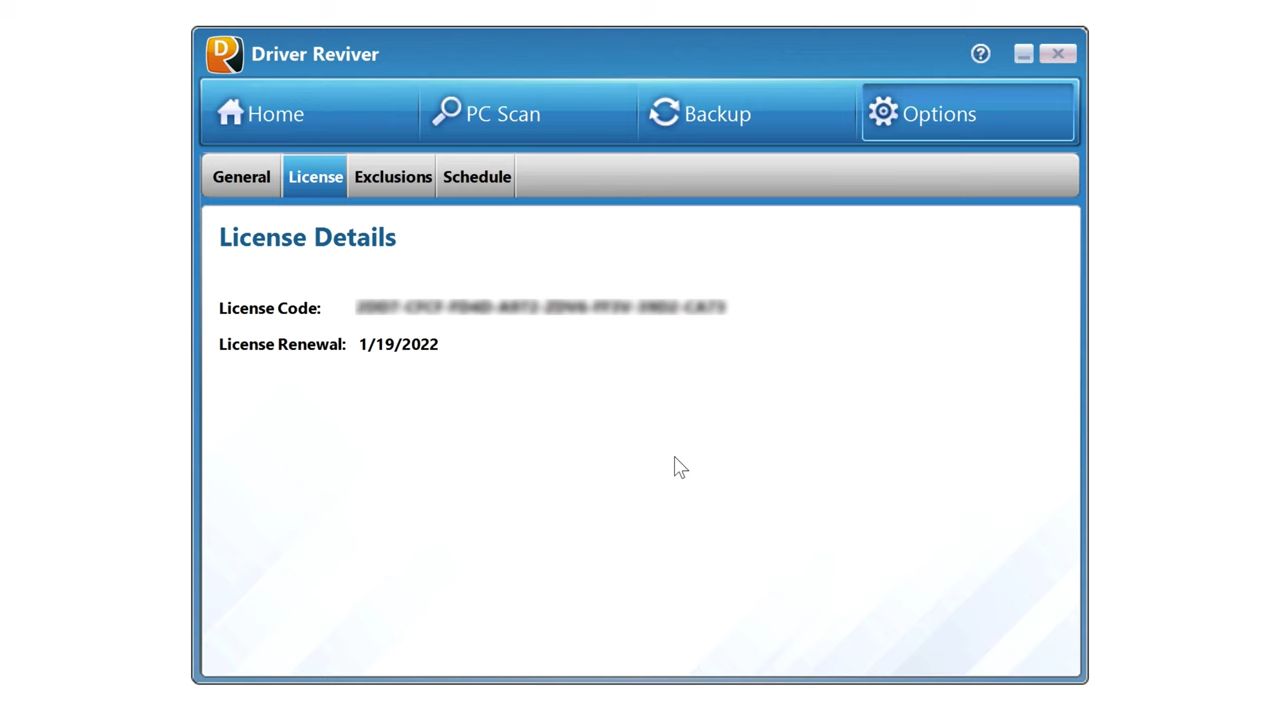 Driver Reviver
Home
PC Scan
Backup
Options
General
License
Exclusions
Schedule
License Details
License Code:
License Renewal: 1/19/2022